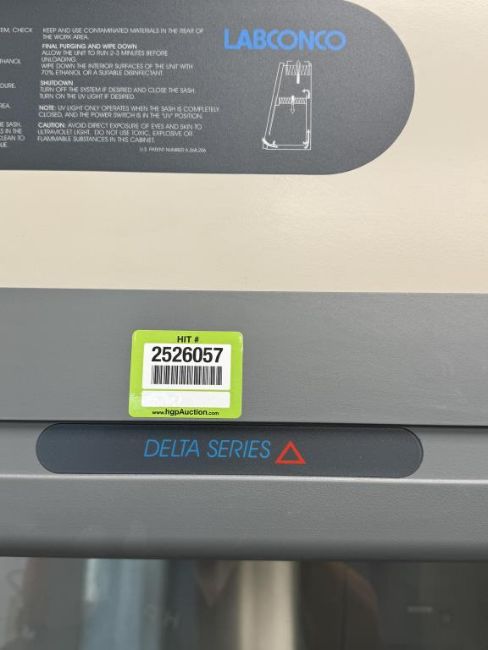 TEM, CHECK
KEEP AND USE CONTAMINATED MATERIALS IN THE REAR OF
THE WORK AREA.
FINAL PURGING AND WIPE DOWN
ALLOW THE UNIT TO RUN 2-3 MINUTES BEFORE
UNLOADING.
WIPE DOWN THE INTERIOR SURFACES OF THE UNIT WITH
70% ETHANOL OR A SUITABLE DISINFECTANT.
SHUTDOWN
TURN OFF THE SYSTEM IF DESIRED AND CLOSE THE SASH.
TURN ON THE UV LIGHT IF DESIRED.
NOTE: UV LIGHT ONLY OPERATES WHEN THE SASH IS COMPLETELY
CLOSED, AND THE POWER SWITCH IS IN THE "UV" POSITION.
CAUTION: AVOID DIRECT EXPOSURE OF EYES AND SKIN TO
ULTRAVIOLET LIGHT. DO NOT USE TOXIC, EXPLOSIVE OR
FLAMMABLE SUBSTANCES IN THIS CABINET.
LABCONCO
HIT #
2526057
www.hgpAuction.com
DELTA SERIES